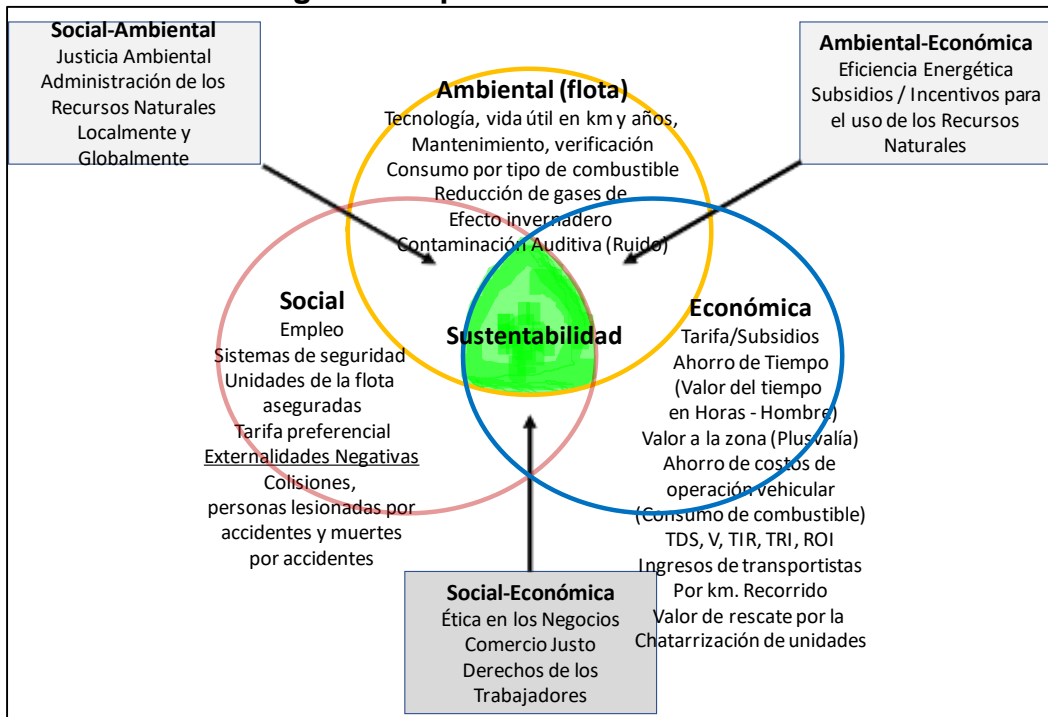 Social-Ambiental
Justicia Ambiental
Administración de los
Recursos Naturales
Localmente y
Globalmente
Ambiental-Económica
Eficiencia Energética
Subsidios / Incentivos para
el uso de los Recursos
Naturales
Ambiental (flota)
Tecnología, vida útil en km y años,
Mantenimiento, verificación
Consumo por tipo de combustible
Reducción de gases de
Efecto invernadero
Contaminación Auditiva (Ruido)
Social
Empleo
Sistemas de seguridad
Unidades de la flota
aseguradas
Tarifa preferencial
Externalidades Negativas
Colisiones,
personas lesionadas por
accidentes y muertes
por accidentes
Sustentabilidad
Económica
Tarifa/Subsidios
Ahorro de Tiempo
(Valor del tiempo
en Horas - Hombre)
Valor a la zona (Plusvalía)
Ahorro de costos de
operación vehicular
(Consumo de combustible)
TDS, V, TIR, TRI, ROI
Ingresos de transportistas
Por km. Recorrido
Valor de rescate por la
Chatarrización de unidades
Social-Económica
Ética en los Negocios
Comercio Justo
Derechos de los
Trabajadores